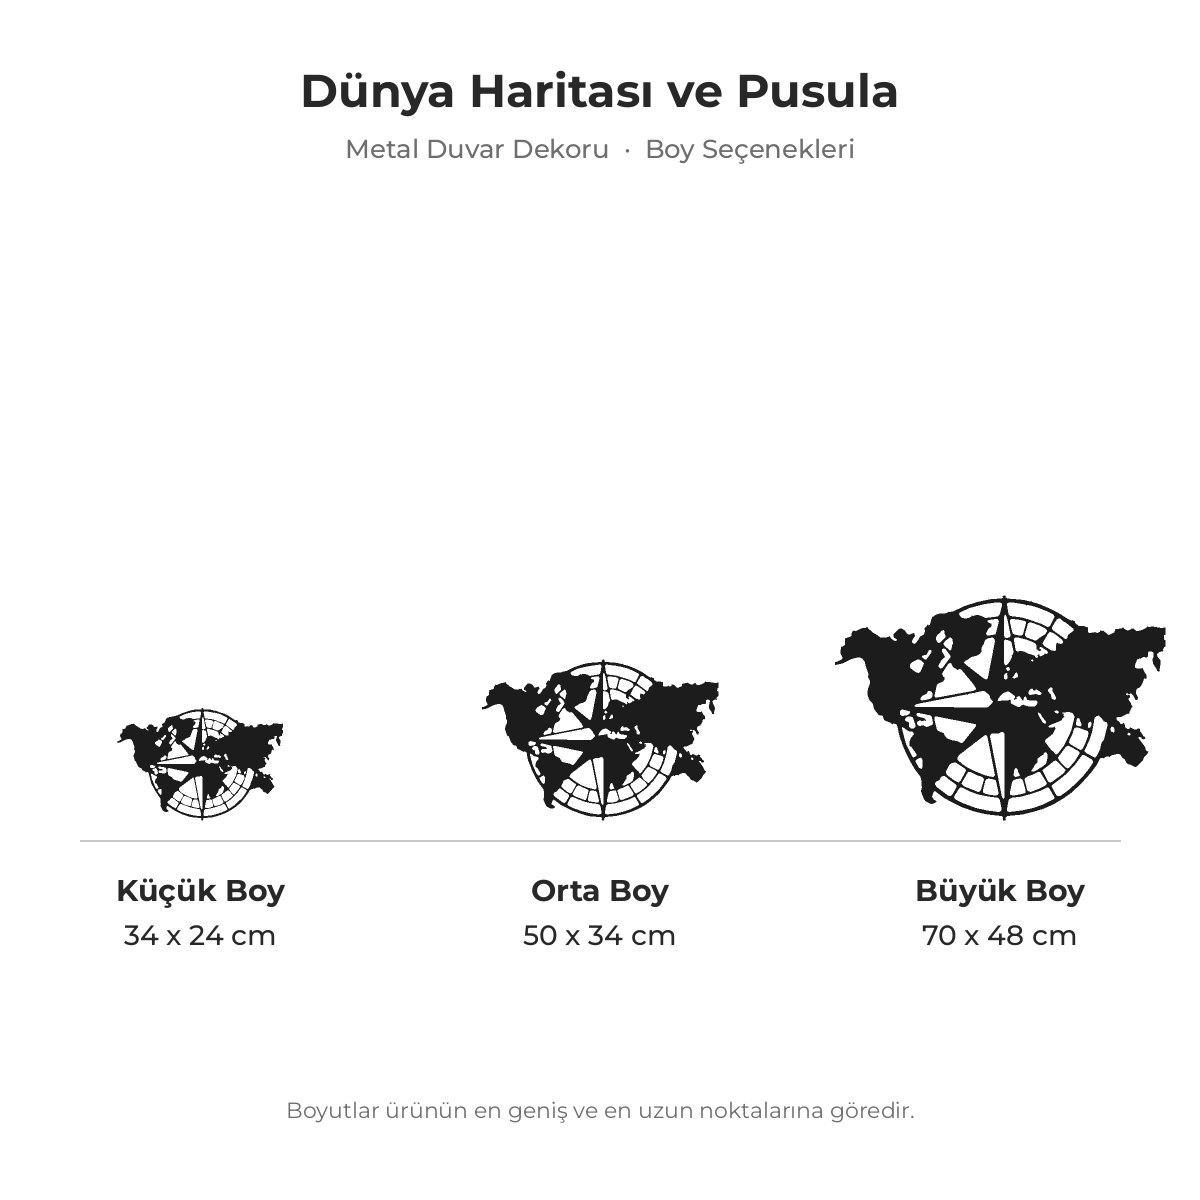 Dünya Haritası ve Pusula
Metal Duvar Dekoru · Boy Seçenekleri
Küçük Boy
34 x 24 cm
Orta Boy
50 x 34 cm
Büyük Boy
70 x 48 cm
Boyutlar ürünün en geniş ve en uzun noktalarına göredir.